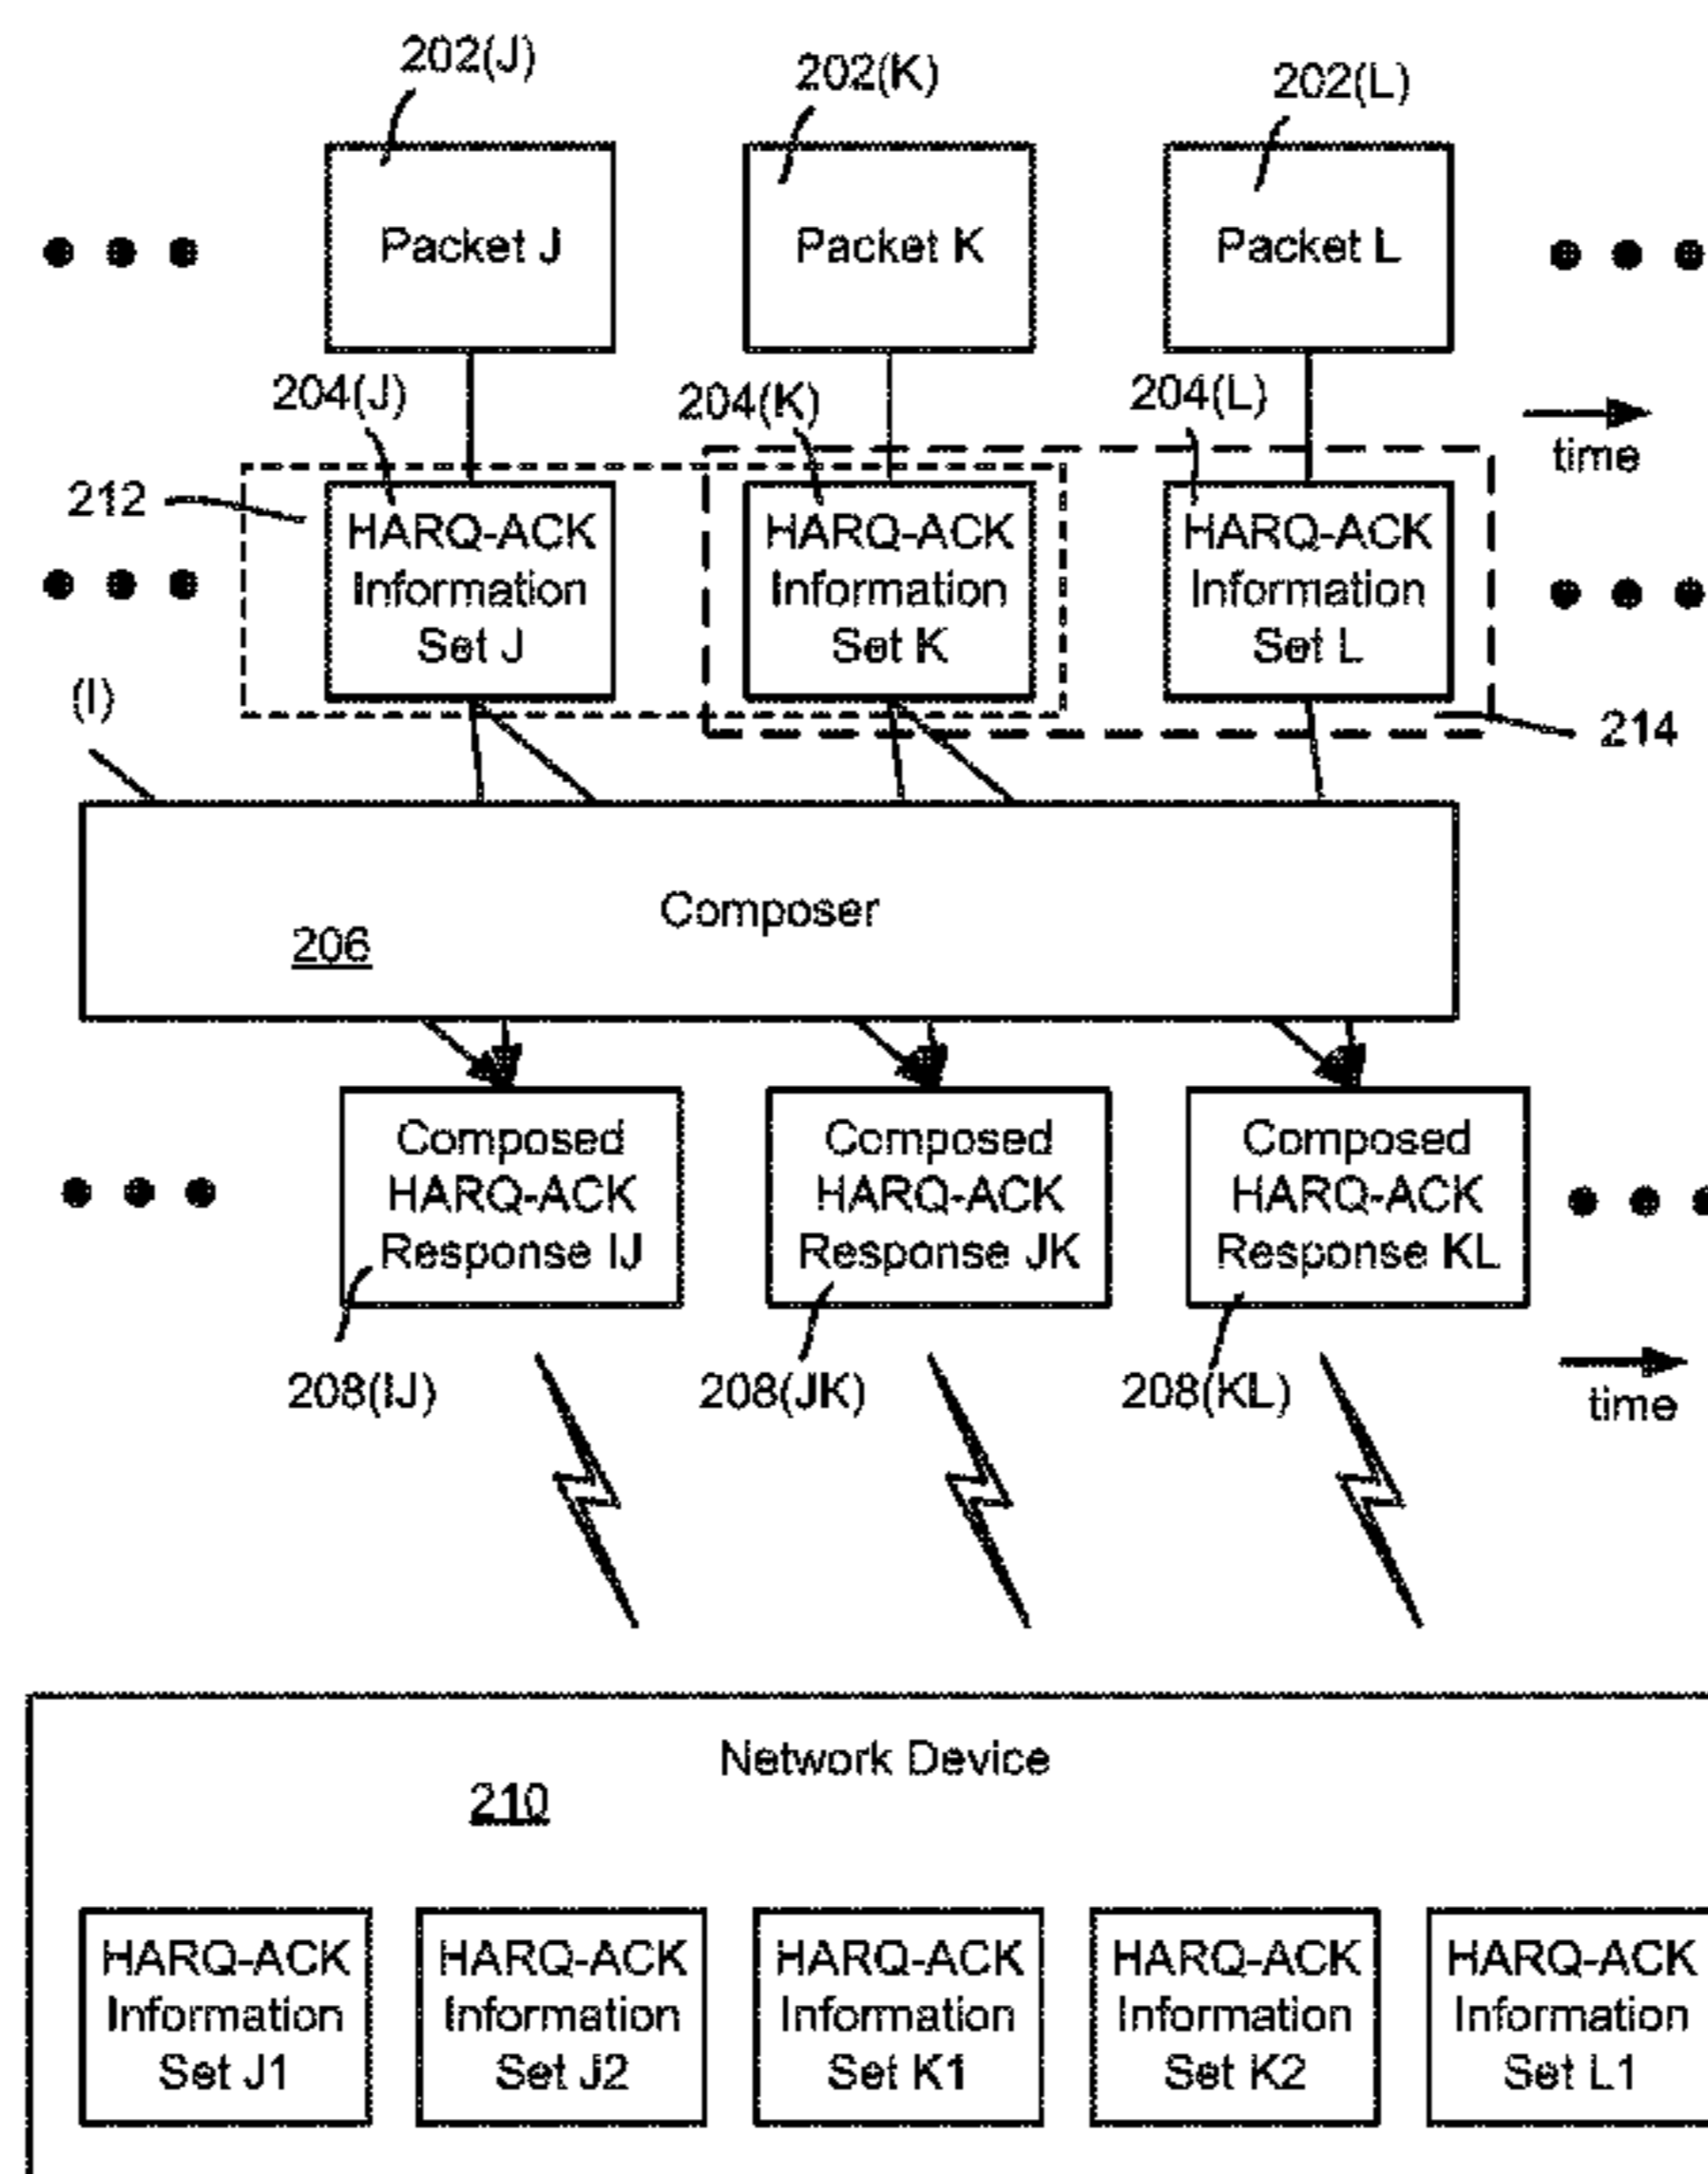 202(J)
202(K)
202(L)
Packet J
Packet K
Packet L
204(J)
204(K)
204(L)
time
212
HARQ-ACK
Information
Set J
HARQ-ACK
Information
Set K
HARQ-ACK
Information
Set L
(I)
214
Composer
206
Composed
HARQ-ACK
Response IJ
Composed
HARQ-ACK
Response JK
Composed
HARQ-ACK
Response KL
208(IJ)
208(JK)
208(KL)
time
Network Device
210
HARQ-ACK
Information
Set J1
HARQ-ACK
Information
Set J2
HARQ-ACK
Information
Set K1
HARQ-ACK
Information
Set K2
HARQ-ACK
Information
Set L1